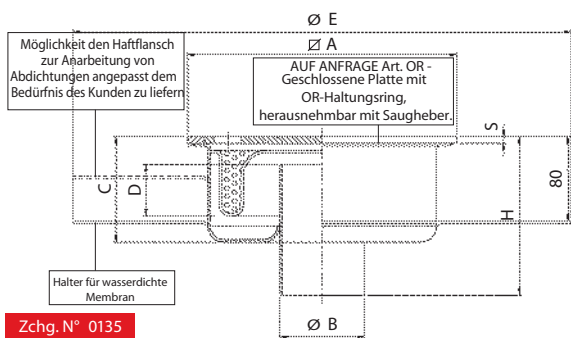 Ø E
□ A
Möglichkeit den Haftflansch
zur Anarbeitung von
Abdichtungen angepasst dem
Bedürfnis des Kunden zu liefern
AUF ANFRAGE Art. OR -
Geschlossene Platte mit
OR-Haltungsring,
herausnehmbar mit Saugheber.
S
C
D
80
H
Halter für wasserdichte
Membran
Ø B
Zchg. N° 0135